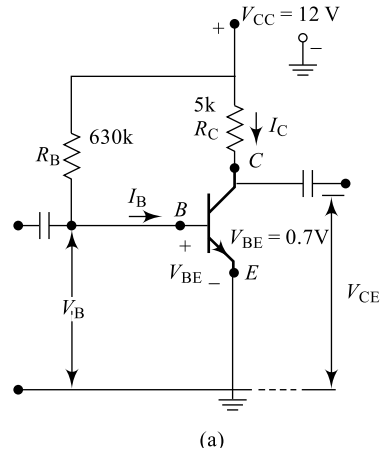 + V_CC = 12 V
−
5k
R_C
I_C
630k
R_B
C
I_B
B
+
V_BE = 0.7V
V_BE −
E
V_B
V_CE
(a)